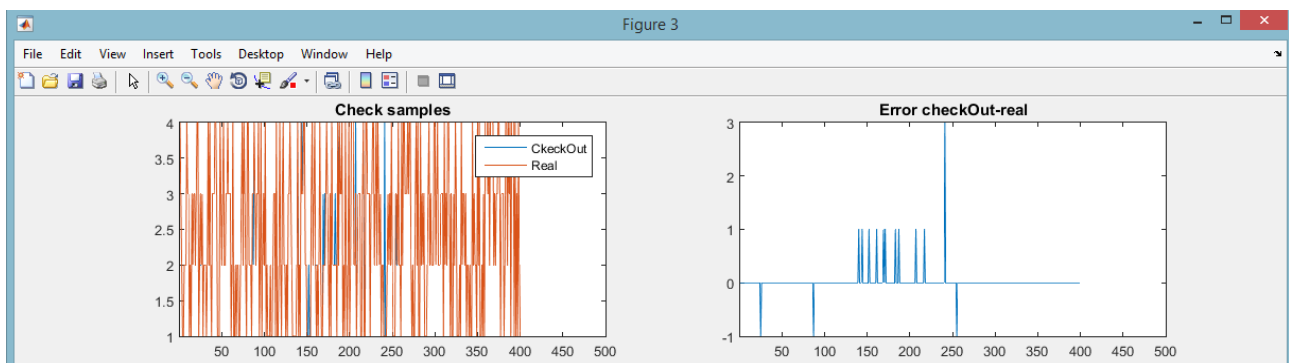 Figure 3
File Edit View Insert Tools Desktop Window Help
Check samples
4
3.5
3
2.5
2
1.5
1
50 100 150 200 250 300 350 400 450 500
CkeckOut
Real
Error checkOut-real
3
2
1
0
-1
50 100 150 200 250 300 350 400 450 500